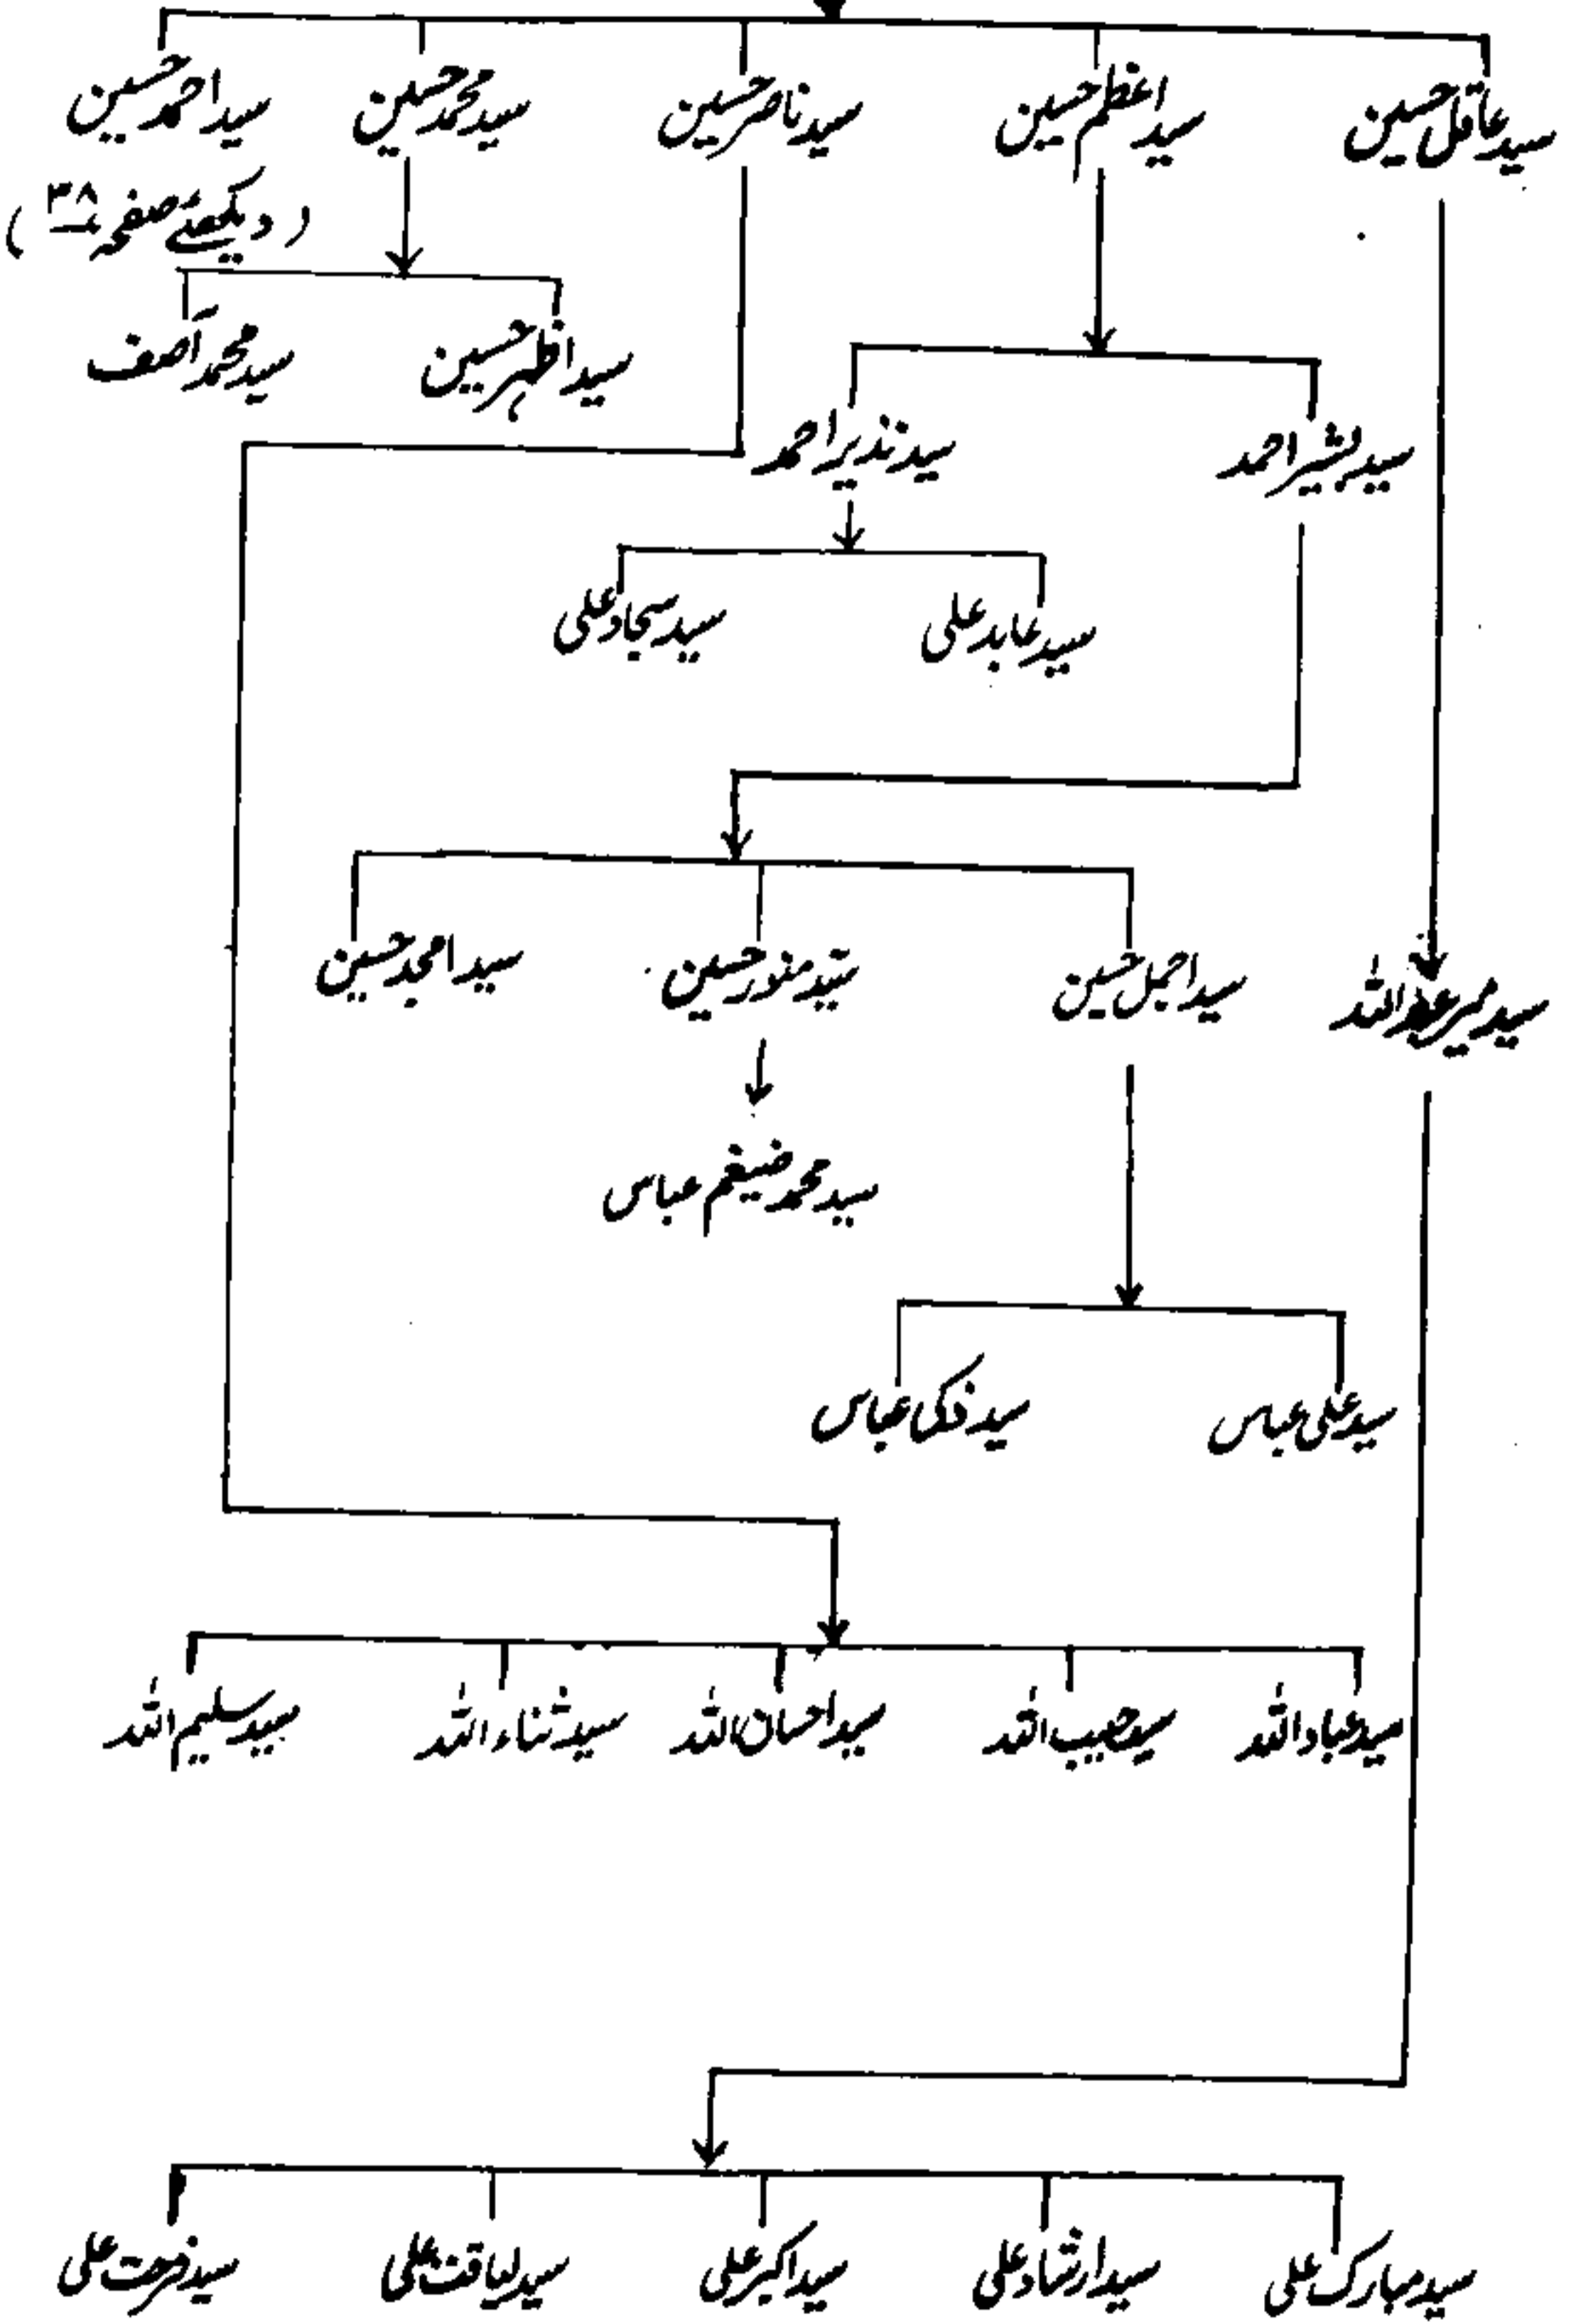 سید عاقل حسین سید اعظم حسین سید ناصر حسین سید محمد حسین سید احمد حسین
(دیکھئے صفحہ ۳۸)
سید اظہر حسین سید محمد آصف
سید بشیر احمد سید نذیر احمد
سید عابد علی سید سجاد علی
سید میر عبداللہ سید اجمل حسین سید منور حسین سید امجد حسین
سید محمد ضیغم عباس
سید علی عباس سید ذکی عباس
سید عباد اللہ سید حبیب اللہ سید احسان اللہ سید ثناء اللہ سید سلیم اللہ
سید مبارک علی سید ارشاد علی سید اکبر علی سید لیاقت علی سید فرحت علی